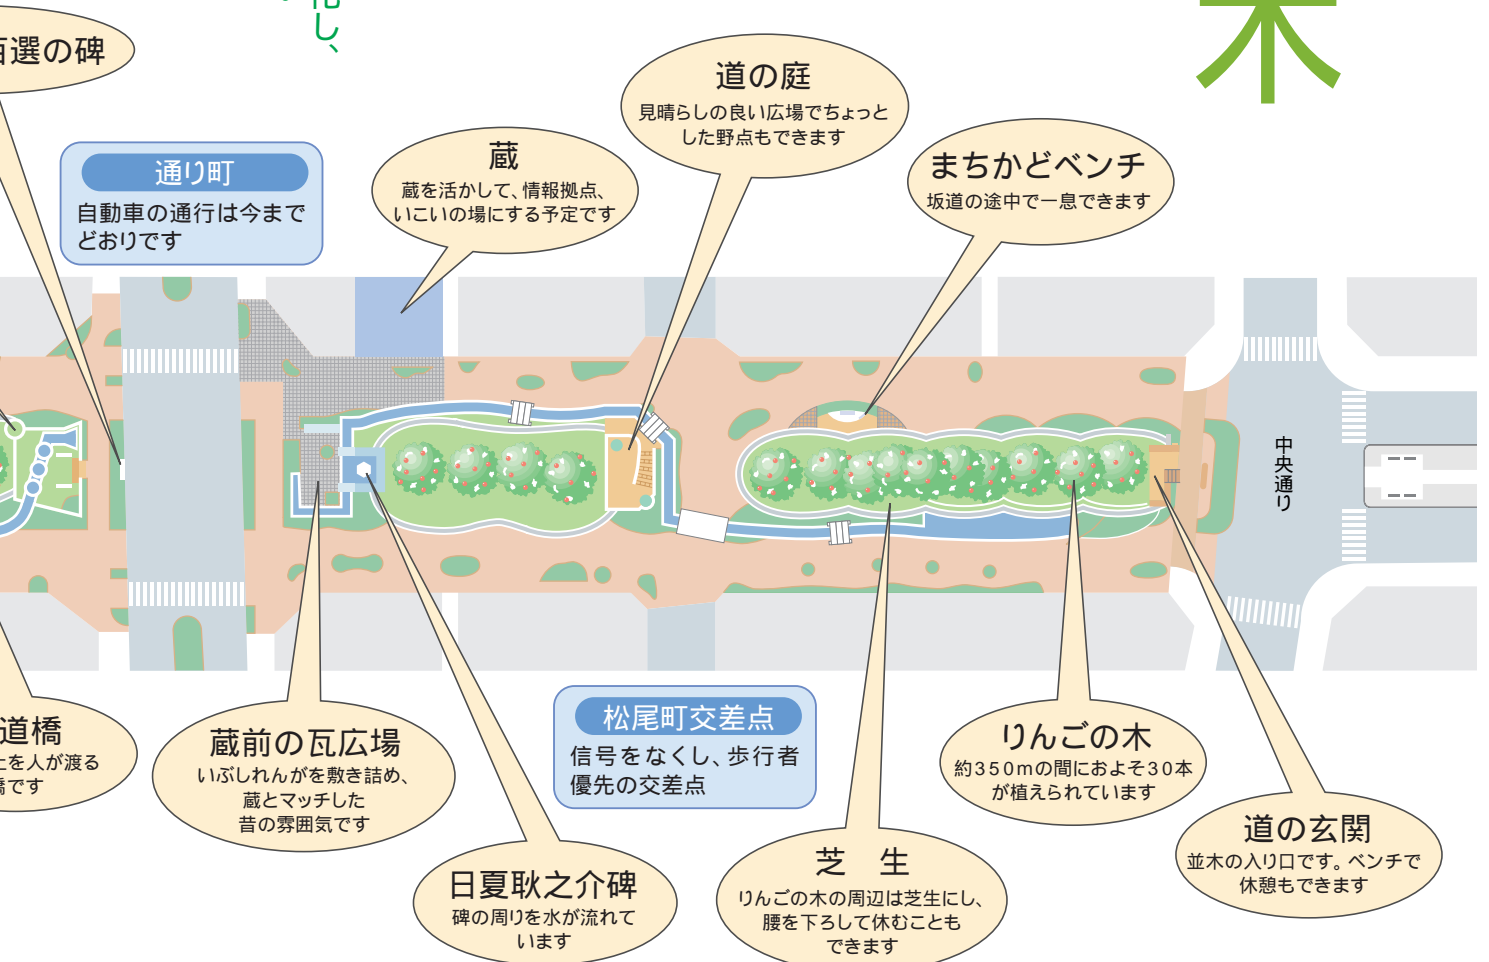 木
化し、
百選の碑
通り町
自動車の通行は今まで
どおりです
蔵
蔵を活かして、情報拠点、
いこいの場にする予定です
道の庭
見晴らしの良い広場でちょっと
した野点もできます
まちかどベンチ
坂道の途中で一息できます
中央通り
道橋
上を人が渡る
橋です
蔵前の瓦広場
いぶしれんがを敷き詰め、
蔵とマッチした
昔の雰囲気です
日夏耿之介碑
碑の周りを水が流れて
います
松尾町交差点
信号をなくし、歩行者
優先の交差点
芝　生
りんごの木の周辺は芝生にし、
腰を下ろして休むことも
できます
りんごの木
約350mの間におよそ30本
が植えられています
道の玄関
並木の入り口です。ベンチで
休憩もできます